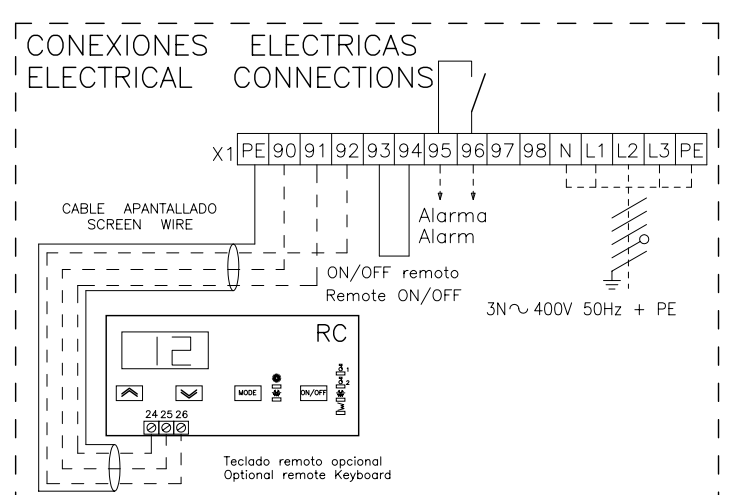 CONEXIONES ELECTRICAS
ELECTRICAL CONNECTIONS
X1 PE 90 91 92 93 94 95 96 97 98 N L1 L2 L3 PE
CABLE APANTALLADO
SCREEN WIRE
Alarma
Alarm
ON/OFF remoto
Remote ON/OFF
3N~ 400V 50Hz + PE
RC
12
MODE
ON/OFF
1
2
24 25 26
Teclado remoto opcional
Optional remote Keyboard